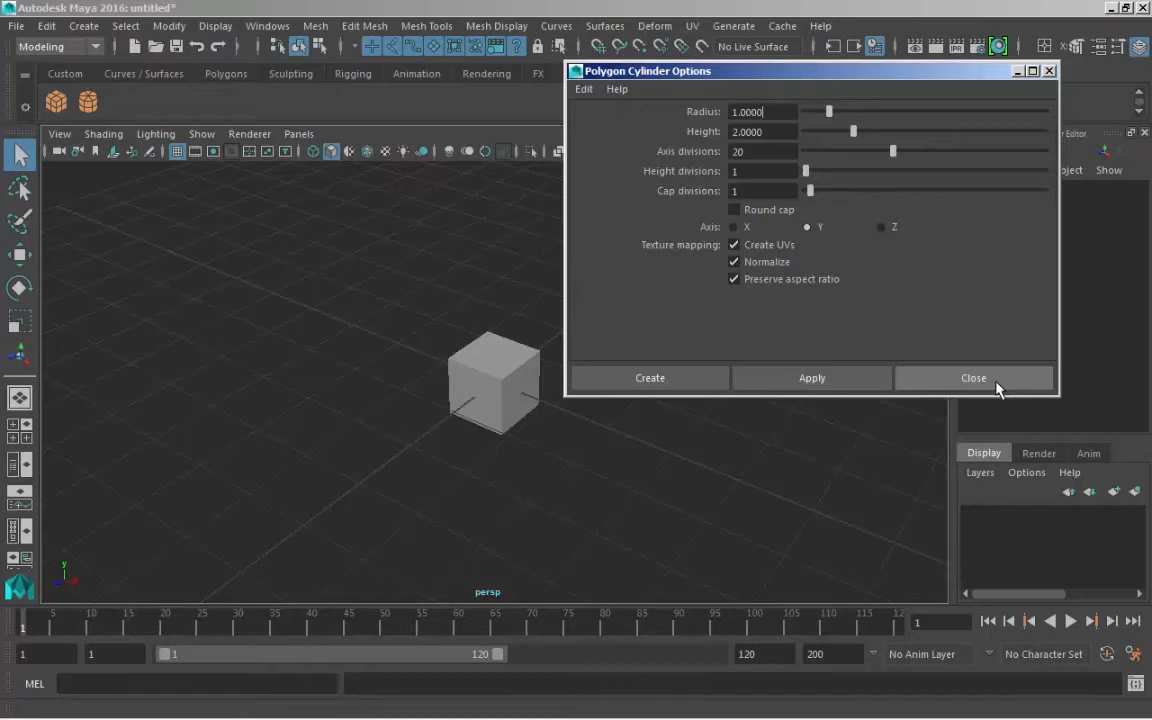 Autodesk Maya 2016: untitled*
File Edit Create Select Modify Display Windows Mesh Edit Mesh Mesh Tools Mesh Display Curves Surfaces Deform UV Generate Cache Help
Modeling
No Live Surface
Custom Curves / Surfaces Polygons Sculpting Rigging Animation Rendering FX
Polygon Cylinder Options
Edit Help
Radius: 1.0000
Height: 2.0000
Axis divisions: 20
Height divisions: 1
Cap divisions: 1
Round cap
Axis: X Y Z
Texture mapping: Create UVs
Normalize
Preserve aspect ratio
Create Apply Close
View Shading Lighting Show Renderer Panels
Editor
ject Show
y
persp
Display Render Anim
Layers Options Help
5 10 15 20 25 30 35 40 45 50 55 60 65 70 75 80 85 90 95 100 105 110 115 12
1
1
1 1 1 120 120 200 No Anim Layer No Character Set
MEL